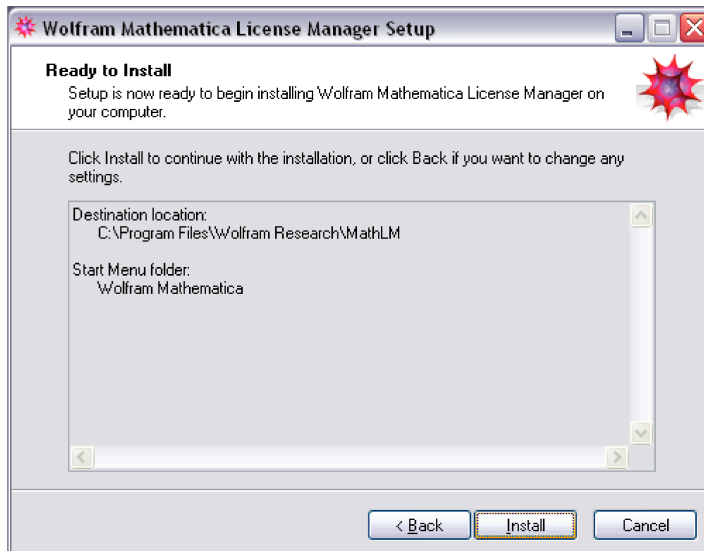 Wolfram Mathematica License Manager Setup
Ready to Install
Setup is now ready to begin installing Wolfram Mathematica License Manager on
your computer.
Click Install to continue with the installation, or click Back if you want to change any
settings.
Destination location:
C:\Program Files\Wolfram Research\MathLM
Start Menu folder:
Wolfram Mathematica
< Back Install Cancel